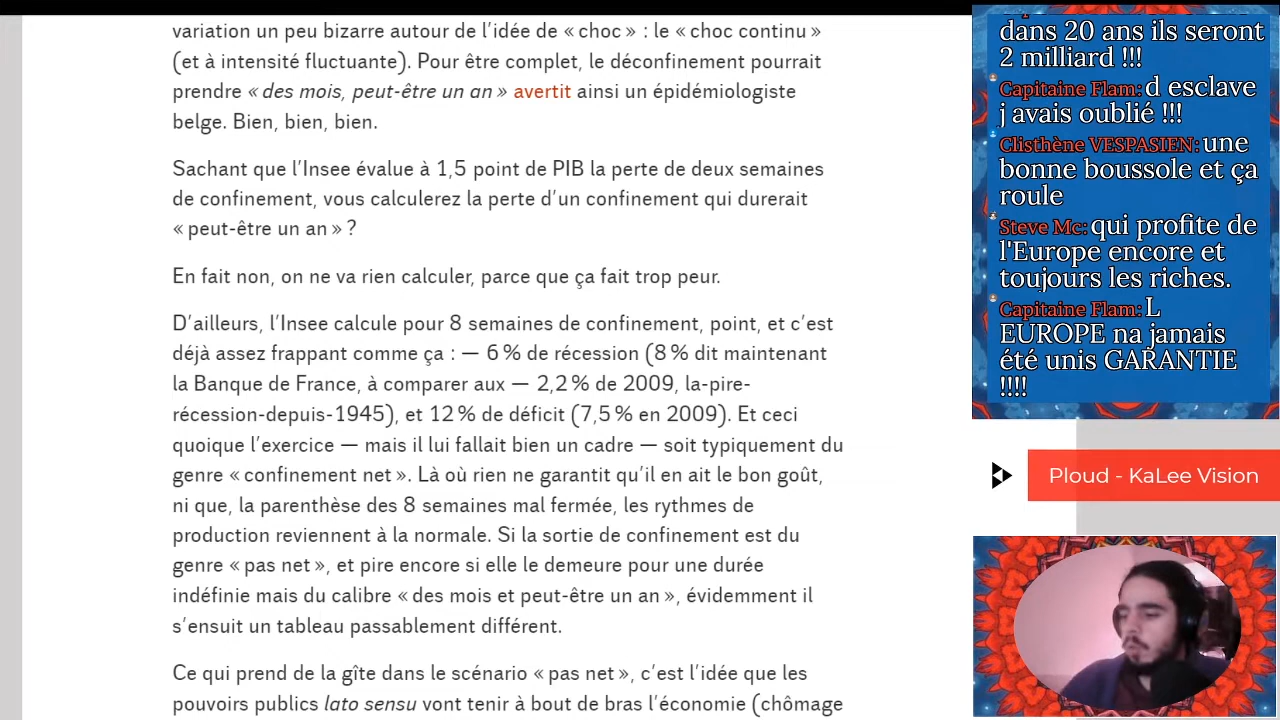 variation un peu bizarre autour de l'idée de « choc » : le « choc continu »
(et à intensité fluctuante). Pour être complet, le déconfinement pourrait
prendre « des mois, peut-être un an » avertit ainsi un épidémiologiste
belge. Bien, bien, bien.
Sachant que l'Insee évalue à 1,5 point de PIB la perte de deux semaines
de confinement, vous calculerez la perte d'un confinement qui durerait
« peut-être un an » ?
En fait non, on ne va rien calculer, parce que ça fait trop peur.
D'ailleurs, l'Insee calcule pour 8 semaines de confinement, point, et c'est
déjà assez frappant comme ça : — 6 % de récession (8 % dit maintenant
la Banque de France, à comparer aux — 2,2 % de 2009, la-pire-
récession-depuis-1945), et 12 % de déficit (7,5 % en 2009). Et ceci
quoique l'exercice — mais il lui fallait bien un cadre — soit typiquement du
genre « confinement net ». Là où rien ne garantit qu'il en ait le bon goût,
ni que, la parenthèse des 8 semaines mal fermée, les rythmes de
production reviennent à la normale. Si la sortie de confinement est du
genre « pas net », et pire encore si elle le demeure pour une durée
indéfinie mais du calibre « des mois et peut-être un an », évidemment il
s'ensuit un tableau passablement différent.
Ce qui prend de la gîte dans le scénario « pas net », c'est l'idée que les
pouvoirs publics lato sensu vont tenir à bout de bras l'économie (chômage
dans 20 ans ils seront
2 milliard !!!
Capitaine Flam: d esclave
j avais oublié !!!
Clisthène VESPASIEN: une
bonne boussole et ça
roule
Steve Mc: qui profite de
l'Europe encore et
toujours les riches.
Capitaine Flam: L
EUROPE na jamais
été unis GARANTIE
!!!!
Ploud - KaLee Vision